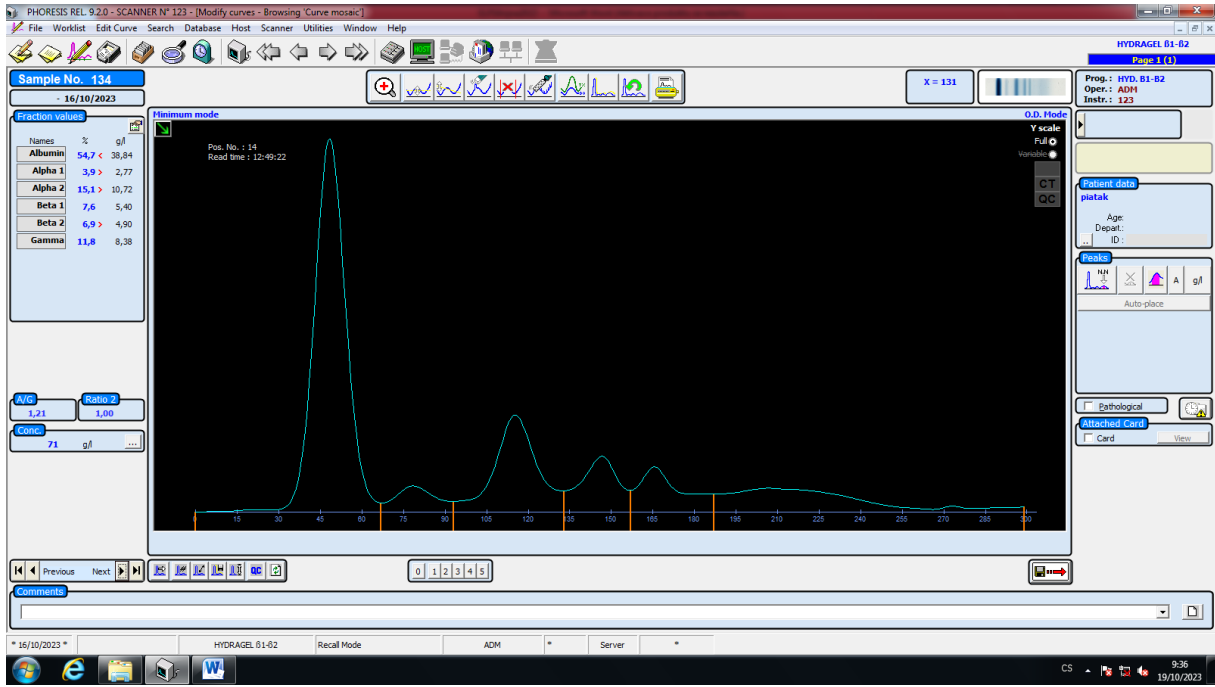 PHORESIS REL. 9.2.0 - SCANNER N° 123 - [Modify curves - Browsing 'Curve mosaic']
File Worklist Edit Curve Search Database Host Scanner Utilities Window Help
HOST
HYDRAGEL ß1-ß2
Page 1 (1)
Sample No. 134
- 16/10/2023
X = 131
Prog.: HYD. B1-B2
Oper.: ADM
Instr.: 123
Fraction values
Names % g/l
Albumin 54,7 < 38,84
Alpha 1 3,9 > 2,77
Alpha 2 15,1 > 10,72
Beta 1 7,6 5,40
Beta 2 6,9 > 4,90
Gamma 11,8 8,38
A/G
1,21
Ratio 2
1,00
Conc.
71 g/l ...
Minimum mode
O.D. Mode
Pos. No. : 14
Read time : 12:49:22
Y scale
Full
Variable
CT
QC
15 30 45 60 75 90 105 120 135 150 165 180 195 210 225 240 255 270 285 300
Patient data
piatak
Age:
Depart.:
... ID :
Peaks
A g/l
Auto-place
Pathological
Attached Card
Card View
Previous Next
QC
0 1 2 3 4 5
Comments
* 16/10/2023 * HYDRAGEL ß1-ß2 Recall Mode ADM * Server *
CS 9:36
19/10/2023